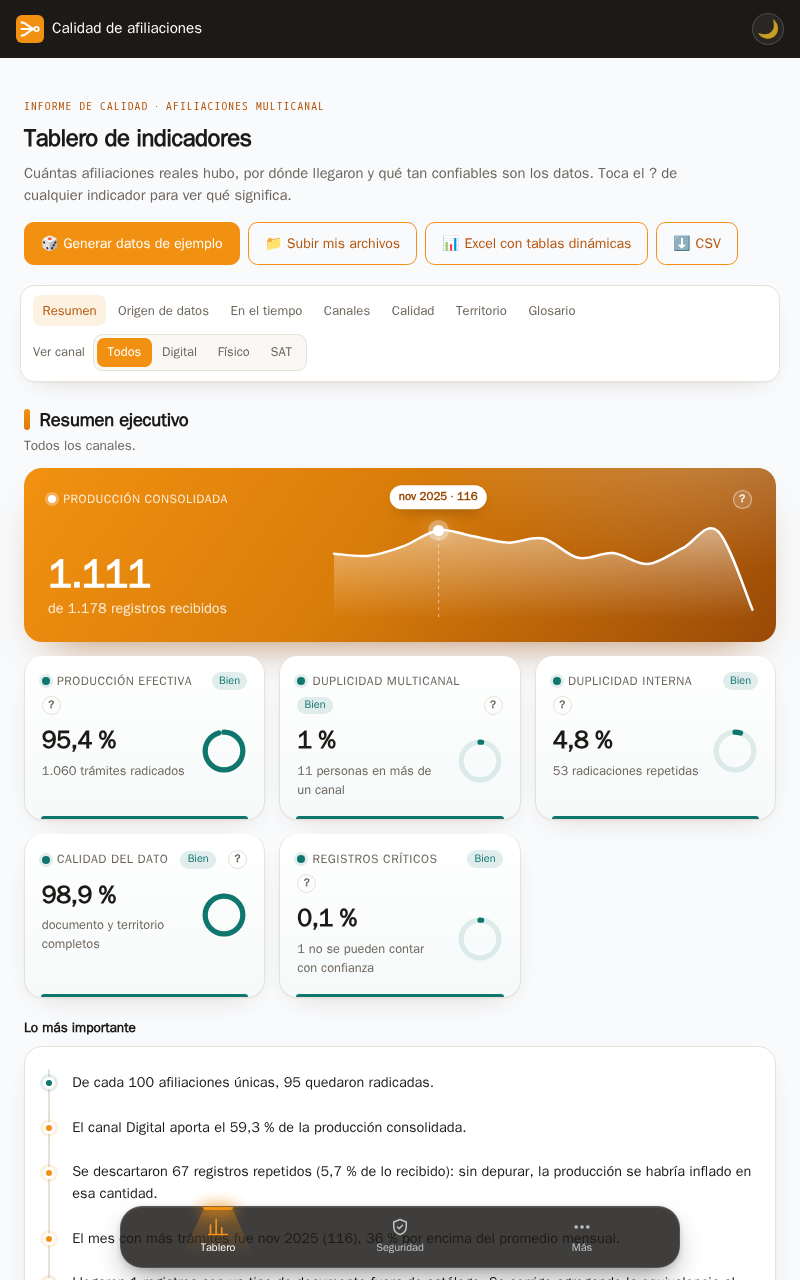 Calidad de afiliaciones
INFORME DE CALIDAD · AFILIACIONES MULTICANAL
Tablero de indicadores
Cuántas afiliaciones reales hubo, por dónde llegaron y qué tan confiables son los datos. Toca el ? de
cualquier indicador para ver qué significa.
Generar datos de ejemplo
Subir mis archivos
Excel con tablas dinámicas
CSV
Resumen
Origen de datos
En el tiempo
Canales
Calidad
Territorio
Glosario
Ver canal
Todos
Digital
Físico
SAT
Resumen ejecutivo
Todos los canales.
PRODUCCIÓN CONSOLIDADA
nov 2025 · 116
?
1.111
de 1.178 registros recibidos
PRODUCCIÓN EFECTIVA
Bien
?
95,4 %
1.060 trámites radicados
DUPLICIDAD MULTICANAL
Bien
?
1 %
11 personas en más de
un canal
DUPLICIDAD INTERNA
Bien
?
4,8 %
53 radicaciones repetidas
CALIDAD DEL DATO
Bien
?
98,9 %
documento y territorio
completos
REGISTROS CRÍTICOS
Bien
?
0,1 %
1 no se pueden contar
con confianza
Lo más importante
De cada 100 afiliaciones únicas, 95 quedaron radicadas.
El canal Digital aporta el 59,3 % de la producción consolidada.
Se descartaron 67 registros repetidos (5,7 % de lo recibido): sin depurar, la producción se habría inflado en
esa cantidad.
El mes con más trámites fue nov 2025 (116), 36 % por encima del promedio mensual.
Tablero
Seguridad
Más